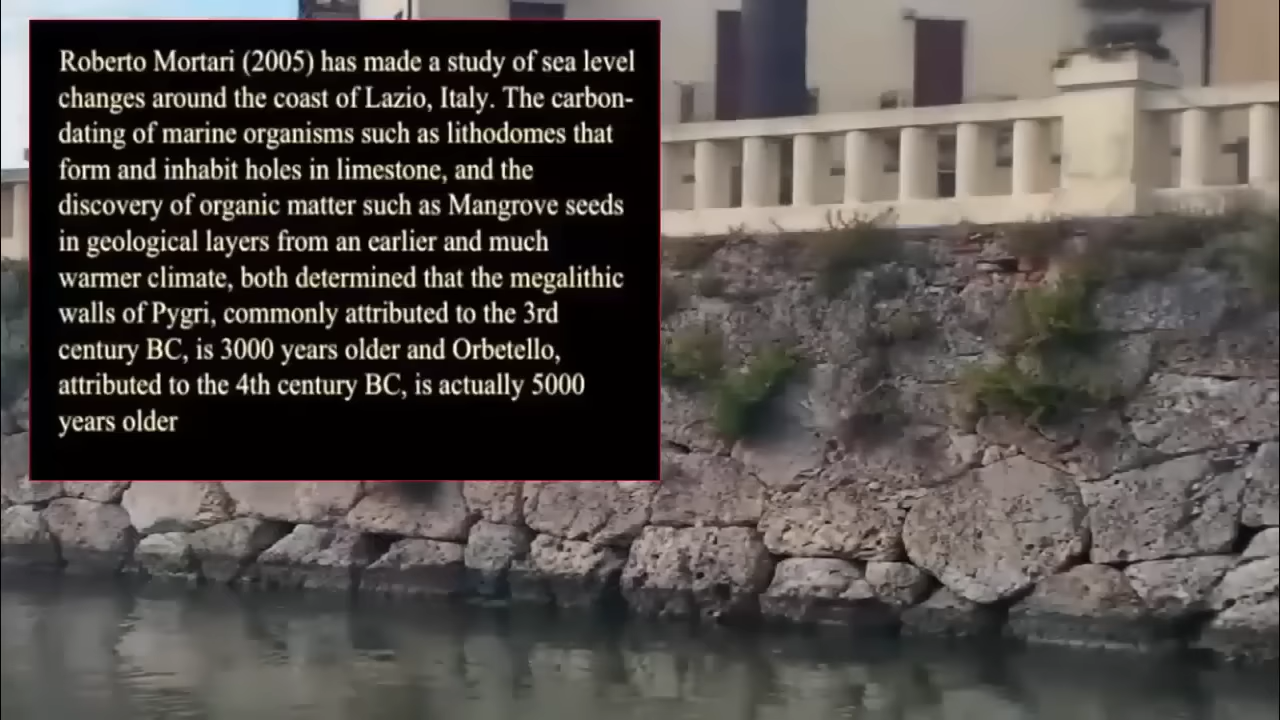 Roberto Mortari (2005) has made a study of sea level
changes around the coast of Lazio, Italy. The carbon-
dating of marine organisms such as lithodomes that
form and inhabit holes in limestone, and the
discovery of organic matter such as Mangrove seeds
in geological layers from an earlier and much
warmer climate, both determined that the megalithic
walls of Pygri, commonly attributed to the 3rd
century BC, is 3000 years older and Orbetello,
attributed to the 4th century BC, is actually 5000
years older